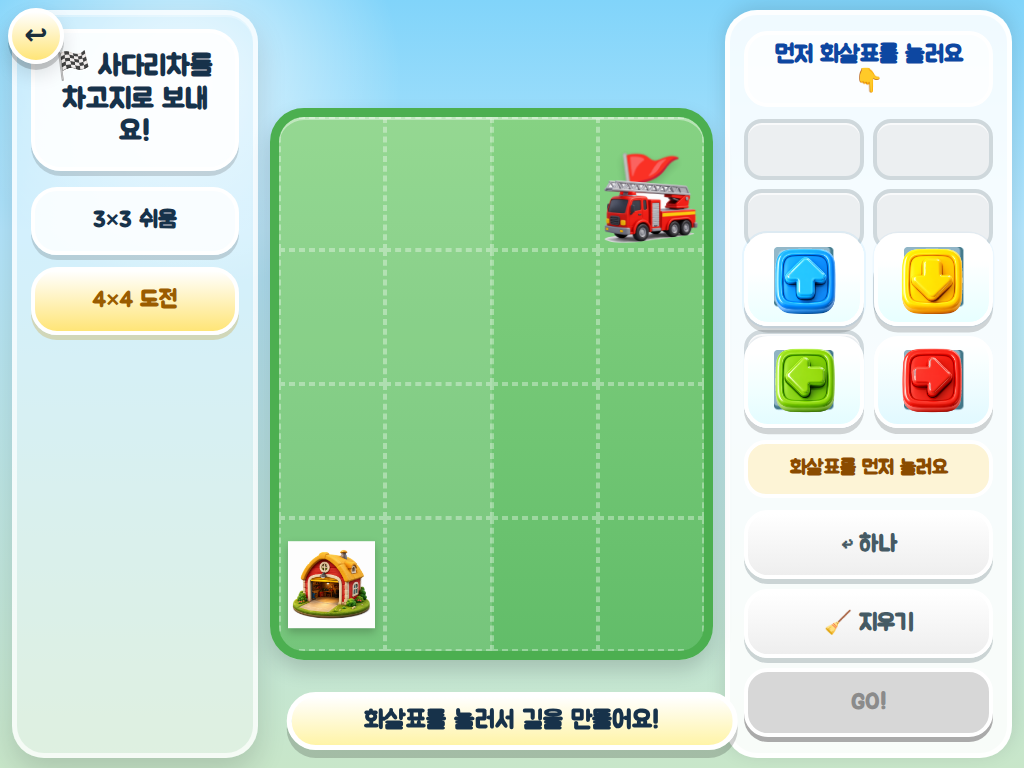 ↩
🏁 사다리차를
차고지로 보내
요!
3×3 쉬움
4×4 도전
화살표를 눌러서 길을 만들어요!
먼저 화살표를 눌러요
👇
화살표를 먼저 눌러요
↩ 하나
🧹 지우기
GO!